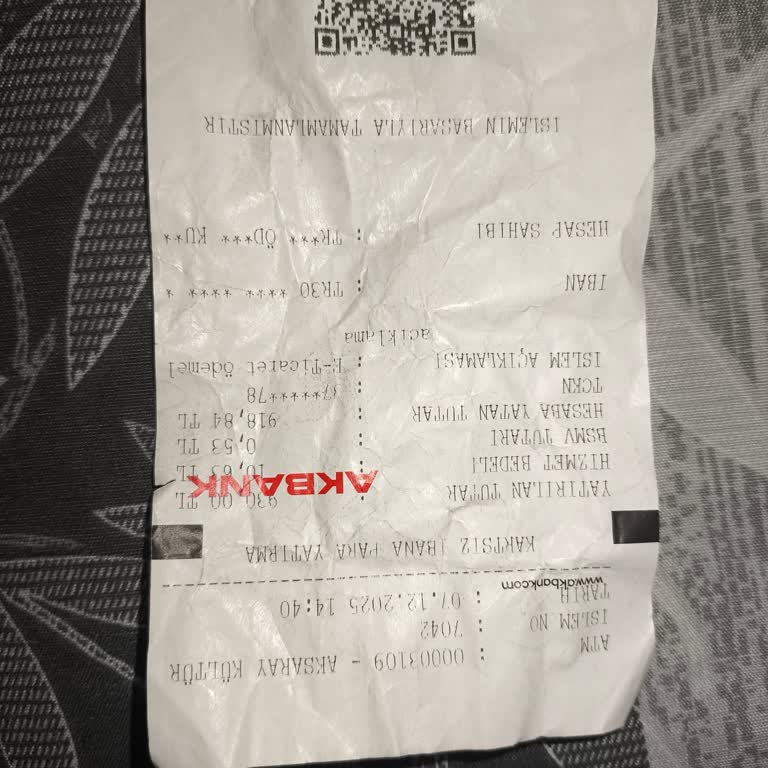 ATM : 00003109 - AKSARAY KÜLTÜR
ISLEM NO : 7042
TARIH : 07.12.2025 14:40
www.akbank.com
KARTSIZ IBANA PARA YATIRMA
YATIRILAN TUTAR : 930,00 TL
AKBANK
HIZMET BEDELI : 10,63 TL
BSMV TUTARI : 0,53 TL
HESABA YATAN TUTAR : 918,84 TL
TCKN : 37******78
ISLEM AÇIKLAMASI : E-Ticaret Ödemel
aciklama
IBAN : TR30 **** **** *
HESAP SAHIBI : TR*** ÖD*** KU**
ISLEMIN BASARIYLA TAMAMLANMISTIR